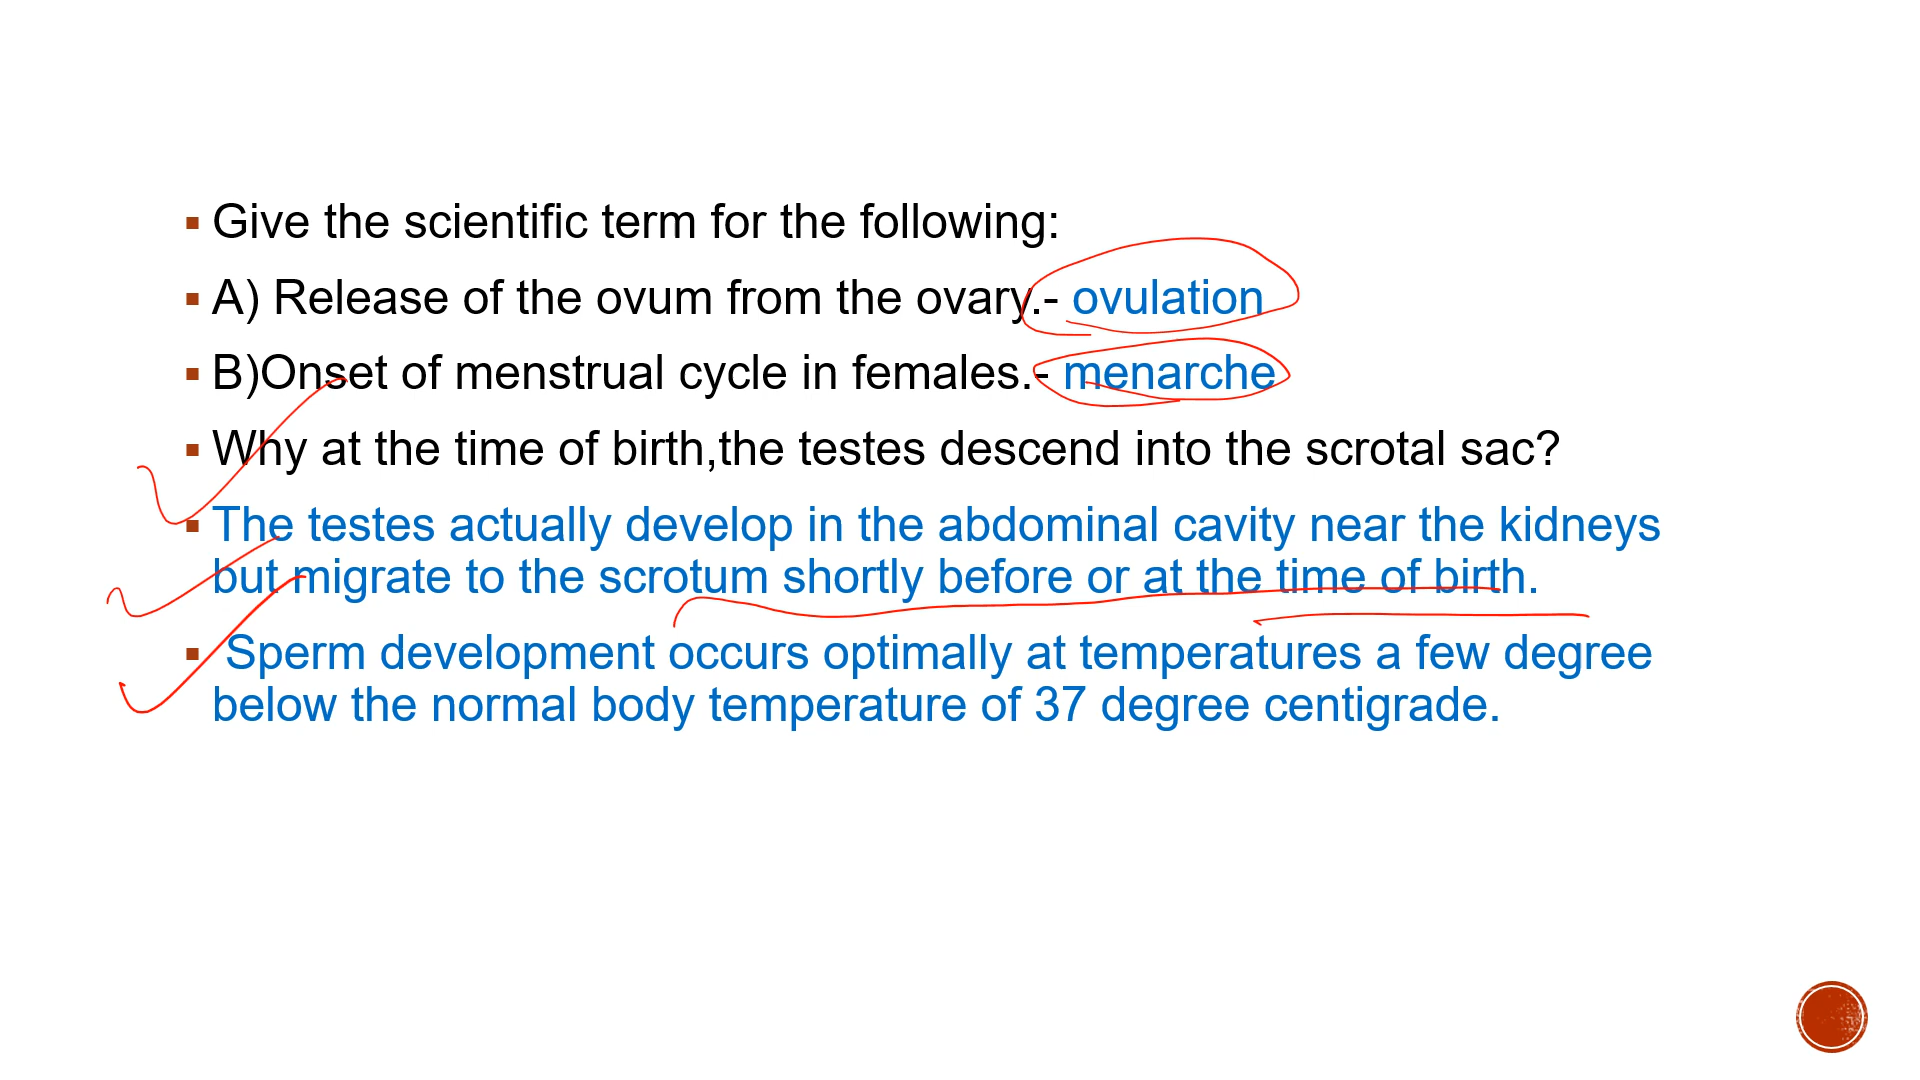 Give the scientific term for the following:
A) Release of the ovum from the ovary.- ovulation
B)Onset of menstrual cycle in females.- menarche
Why at the time of birth,the testes descend into the scrotal sac?
The testes actually develop in the abdominal cavity near the kidneys
but migrate to the scrotum shortly before or at the time of birth.
Sperm development occurs optimally at temperatures a few degree
below the normal body temperature of 37 degree centigrade.